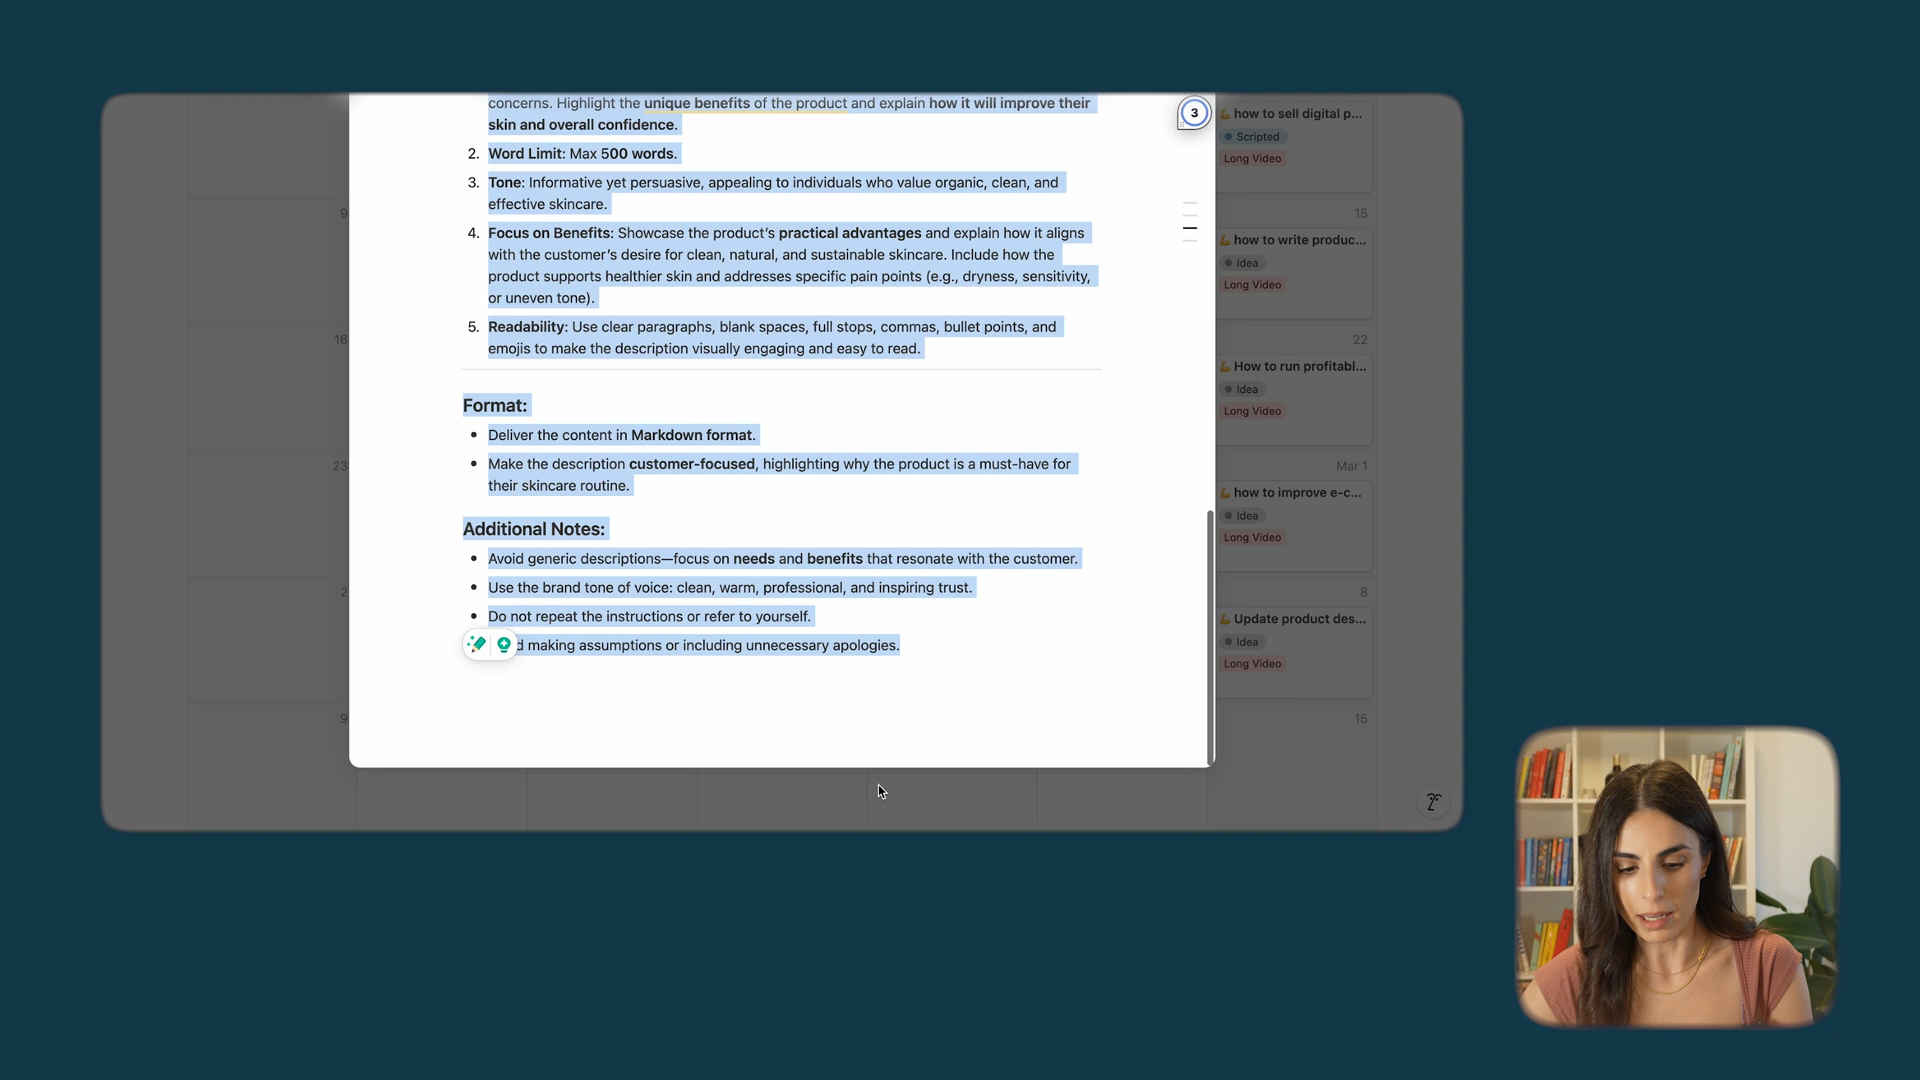 concerns. Highlight the unique benefits of the product and explain how it will improve their
skin and overall confidence.
2. Word Limit: Max 500 words.
3. Tone: Informative yet persuasive, appealing to individuals who value organic, clean, and
effective skincare.
4. Focus on Benefits: Showcase the product’s practical advantages and explain how it aligns
with the customer’s desire for clean, natural, and sustainable skincare. Include how the
product supports healthier skin and addresses specific pain points (e.g., dryness, sensitivity,
or uneven tone).
5. Readability: Use clear paragraphs, blank spaces, full stops, commas, bullet points, and
emojis to make the description visually engaging and easy to read.
Format:
• Deliver the content in Markdown format.
• Make the description customer-focused, highlighting why the product is a must-have for
their skincare routine.
Additional Notes:
• Avoid generic descriptions—focus on needs and benefits that resonate with the customer.
• Use the brand tone of voice: clean, warm, professional, and inspiring trust.
• Do not repeat the instructions or refer to yourself.
making assumptions or including unnecessary apologies.
3
9
16
23
2
9
💪 how to sell digital p...
Scripted
Long Video
15
💪 how to write produc...
Idea
Long Video
22
💪 How to run profitabl...
Idea
Long Video
Mar 1
💪 how to improve e-c...
Idea
Long Video
8
💪 Update product des...
Idea
Long Video
15